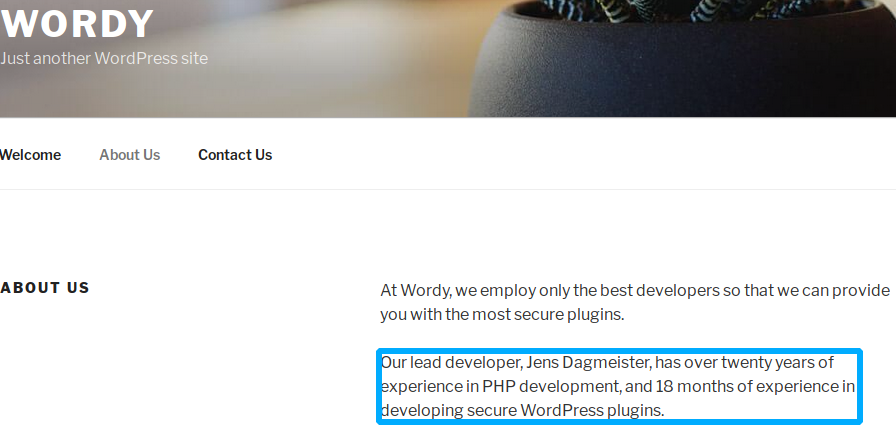 WORDY
Just another WordPress site
Welcome About Us Contact Us
ABOUT US
At Wordy, we employ only the best developers so that we can provide
you with the most secure plugins.
Our lead developer, Jens Dagmeister, has over twenty years of
experience in PHP development, and 18 months of experience in
developing secure WordPress plugins.